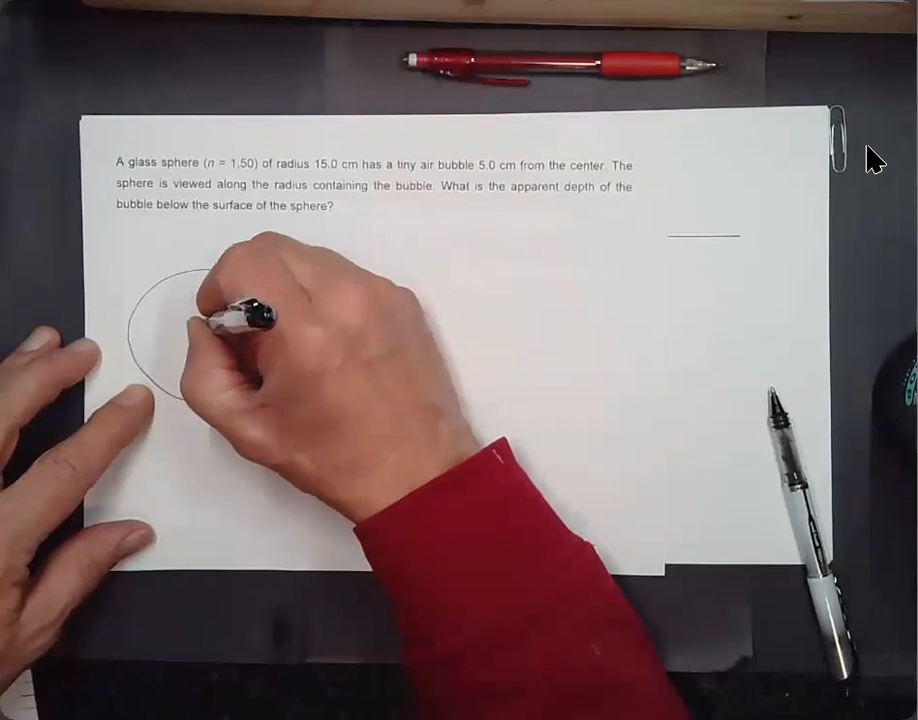 A glass sphere (n = 1.50) of radius 15.0 cm has a tiny air bubble 5.0 cm from the center. The
sphere is viewed along the radius containing the bubble. What is the apparent depth of the
bubble below the surface of the sphere?